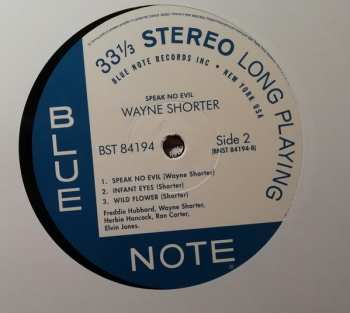 33 1/3 STEREO LONG PLAYING
BLUE NOTE RECORDS INC • NEW YORK USA
SPEAK NO EVIL
WAYNE SHORTER
BST 84194
Side 2
(BNST 84194-B)
1. SPEAK NO EVIL (Wayne Shorter)
2. INFANT EYES (Shorter)
3. WILD FLOWER (Shorter)
Freddie Hubbard, Wayne Shorter,
Herbie Hancock, Ron Carter,
Elvin Jones.
BLUE
NOTE